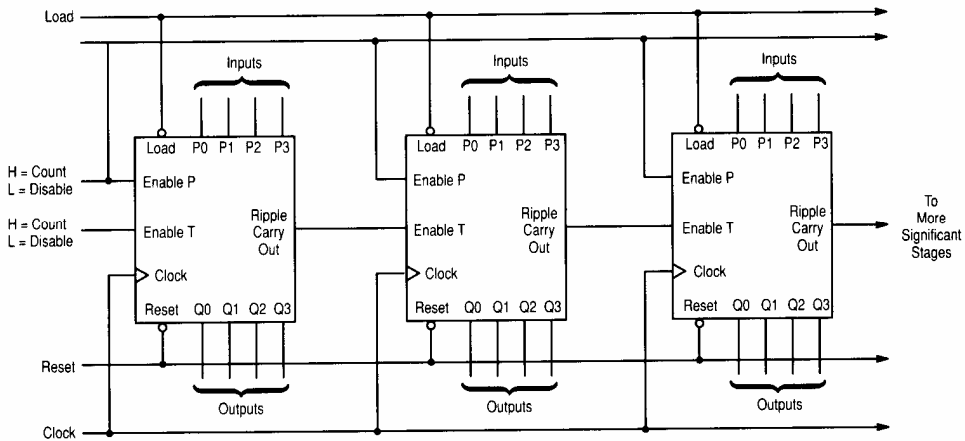 Load
Inputs
Inputs
Inputs
Load P0 P1 P2 P3
Load P0 P1 P2 P3
Load P0 P1 P2 P3
H = Count
L = Disable
Enable P
Enable P
Enable P
H = Count
L = Disable
Enable T
Ripple
Carry
Out
Enable T
Ripple
Carry
Out
Enable T
Ripple
Carry
Out
To
More
Significant
Stages
Clock
Clock
Clock
Reset Q0 Q1 Q2 Q3
Reset Q0 Q1 Q2 Q3
Reset Q0 Q1 Q2 Q3
Reset
Outputs
Outputs
Outputs
Clock